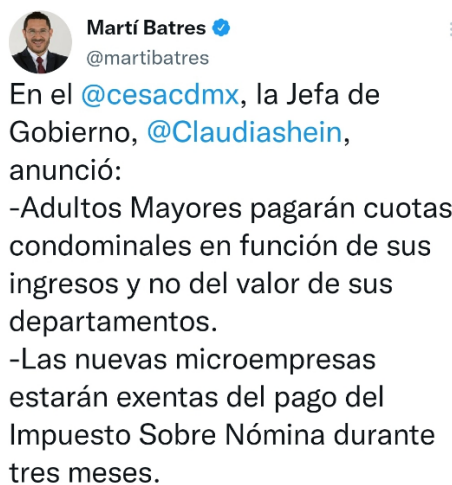 Martí Batres
@martibatres
En el @cesacdmx, la Jefa de
Gobierno, @Claudiashein,
anunció:
-Adultos Mayores pagarán cuotas
condominales en función de sus
ingresos y no del valor de sus
departamentos.
-Las nuevas microempresas
estarán exentas del pago del
Impuesto Sobre Nómina durante
tres meses.